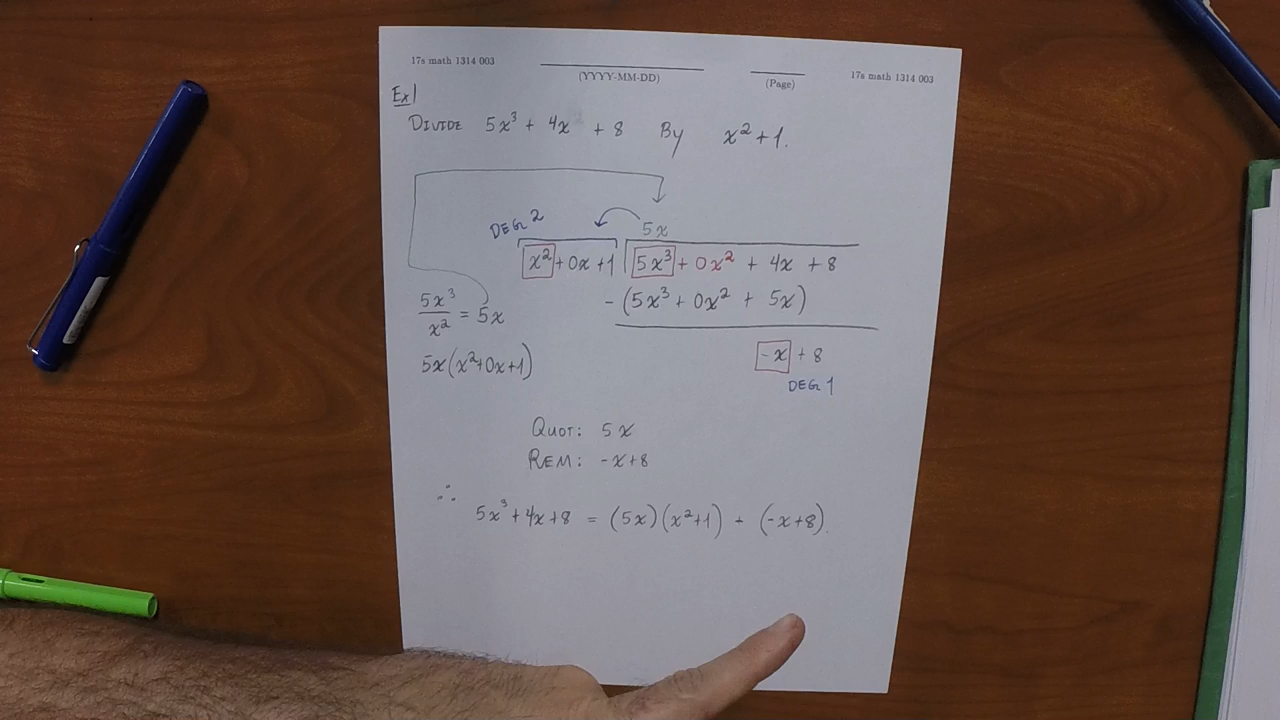 17s math 1314 003 (YYYY-MM-DD) (Page) 17s math 1314 003
Ex 1
DIVIDE 5x³ + 4x + 8 By x² + 1.
DEG 2
5x
x² + 0x + 1 5x³ + 0x² + 4x + 8
- (5x³ + 0x² + 5x)
5x³/x² = 5x
5x(x²+0x+1)
-x + 8
DEG 1
QUOT: 5x
REM: -x+8
∴
5x³ + 4x + 8 = (5x)(x²+1) + (-x+8).